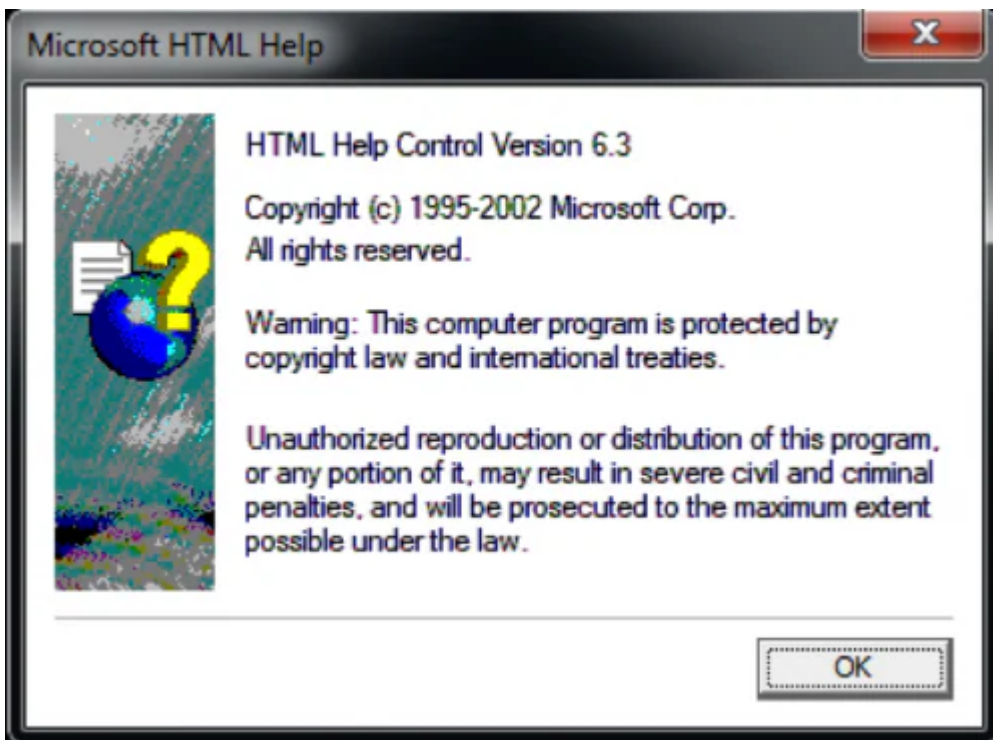 Microsoft HTML Help
HTML Help Control Version 6.3
Copyright (c) 1995-2002 Microsoft Corp.
All rights reserved.
Warning: This computer program is protected by
copyright law and international treaties.
Unauthorized reproduction or distribution of this program,
or any portion of it, may result in severe civil and criminal
penalties, and will be prosecuted to the maximum extent
possible under the law.
OK